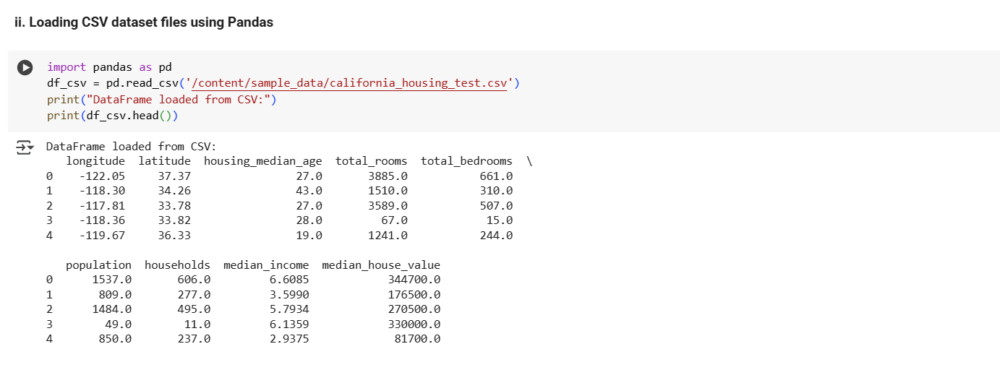 ii. Loading CSV dataset files using Pandas
import pandas as pd
df_csv = pd.read_csv('/content/sample_data/california_housing_test.csv')
print("DataFrame loaded from CSV:")
print(df_csv.head())
DataFrame loaded from CSV:
   longitude  latitude  housing_median_age  total_rooms  total_bedrooms  \
0    -122.05     37.37                27.0       3885.0           661.0
1    -118.30     34.26                43.0       1510.0           310.0
2    -117.81     33.78                27.0       3589.0           507.0
3    -118.36     33.82                28.0         67.0            15.0
4    -119.67     36.33                19.0       1241.0           244.0
   population  households  median_income  median_house_value
0      1537.0       606.0         6.6085            344700.0
1       809.0       277.0         3.5990            176500.0
2      1484.0       495.0         5.7934            270500.0
3        49.0        11.0         6.1359            330000.0
4       850.0       237.0         2.9375             81700.0